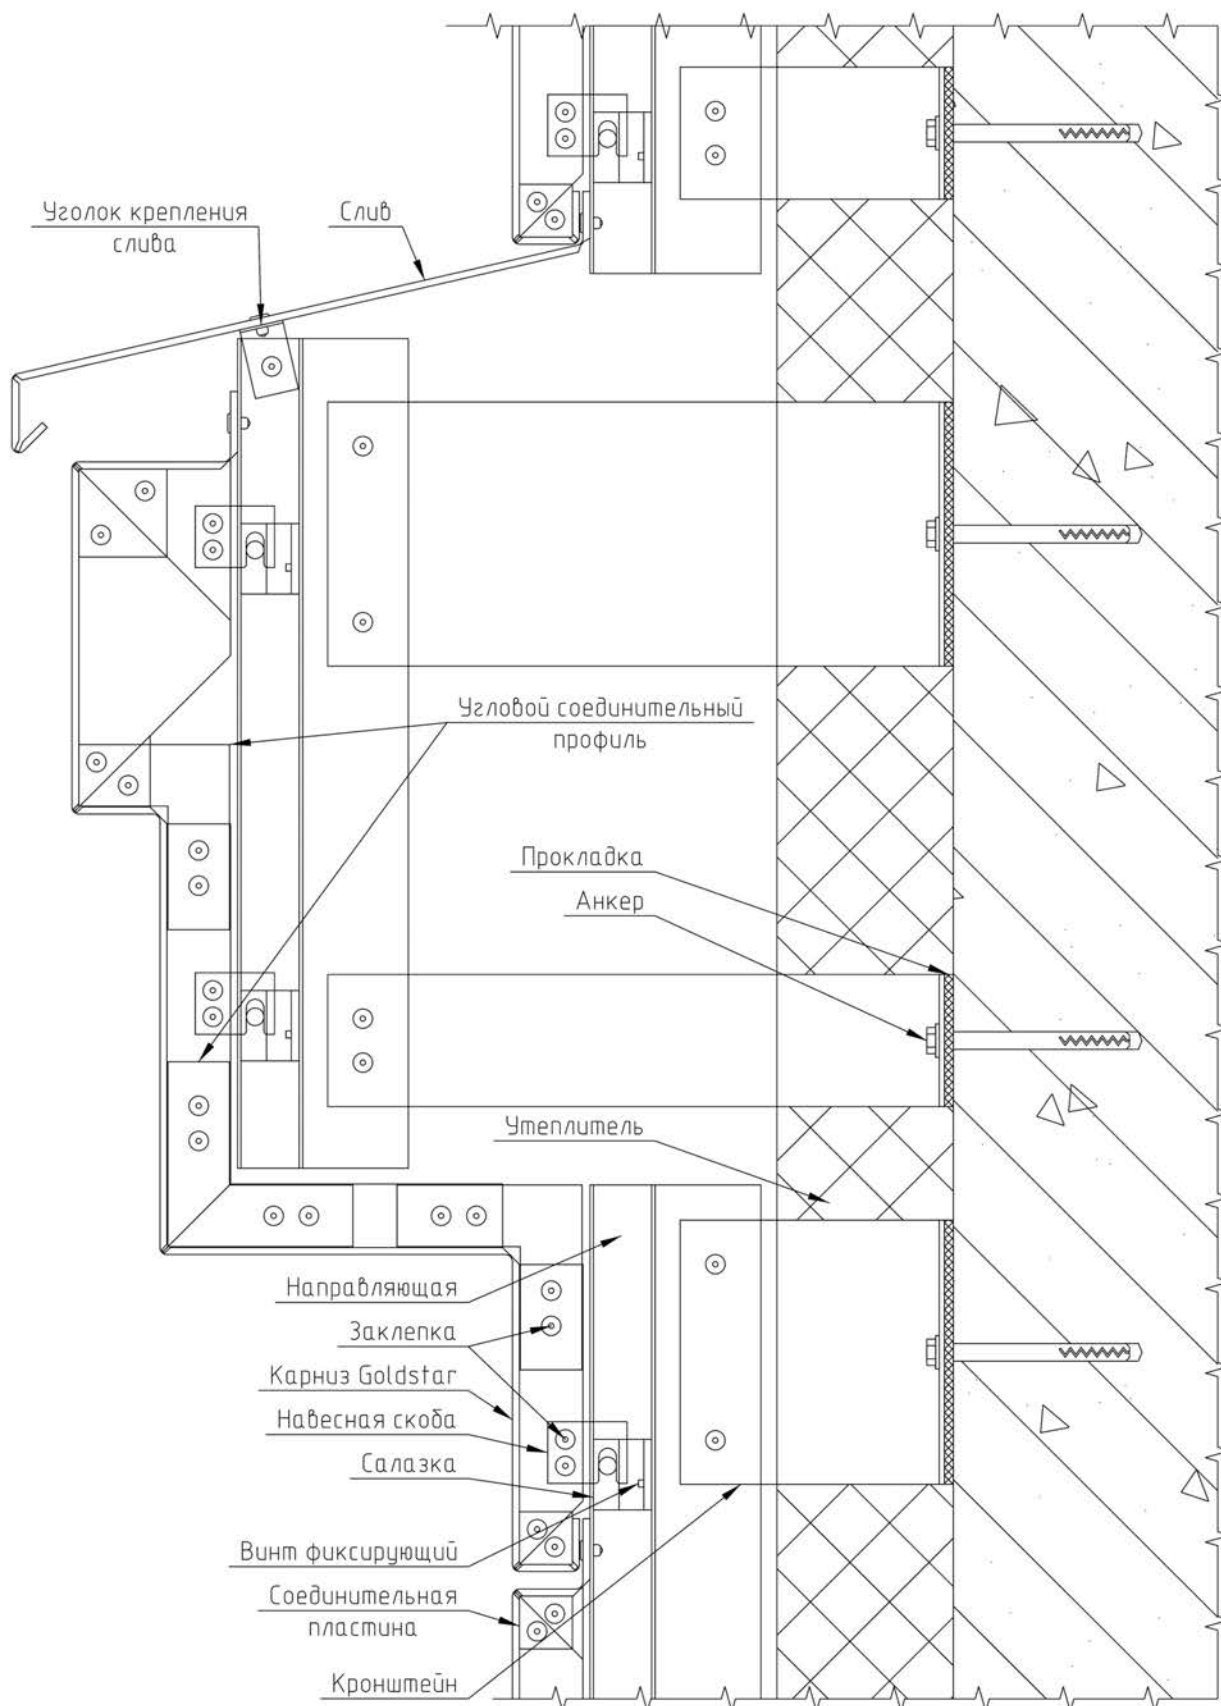 Уголок крепления
слива
Слив
Угловой соединительный
профиль
Прокладка
Анкер
Утеплитель
Направляющая
Заклепка
Карниз Goldstar
Навесная скоба
Салазка
Винт фиксирующий
Соединительная
пластина
Кронштейн